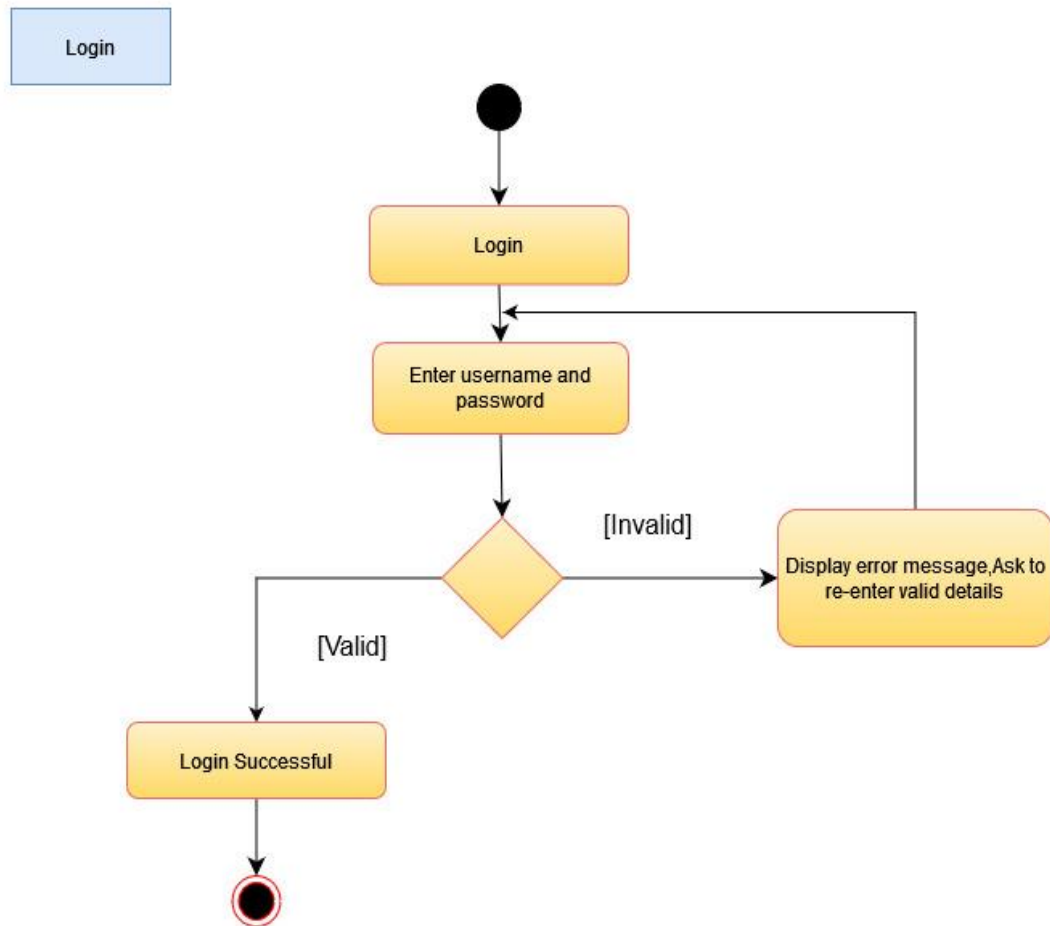 Login
Login
Enter username and
password
[Invalid]
Display error message,Ask to
re-enter valid details
[Valid]
Login Successful